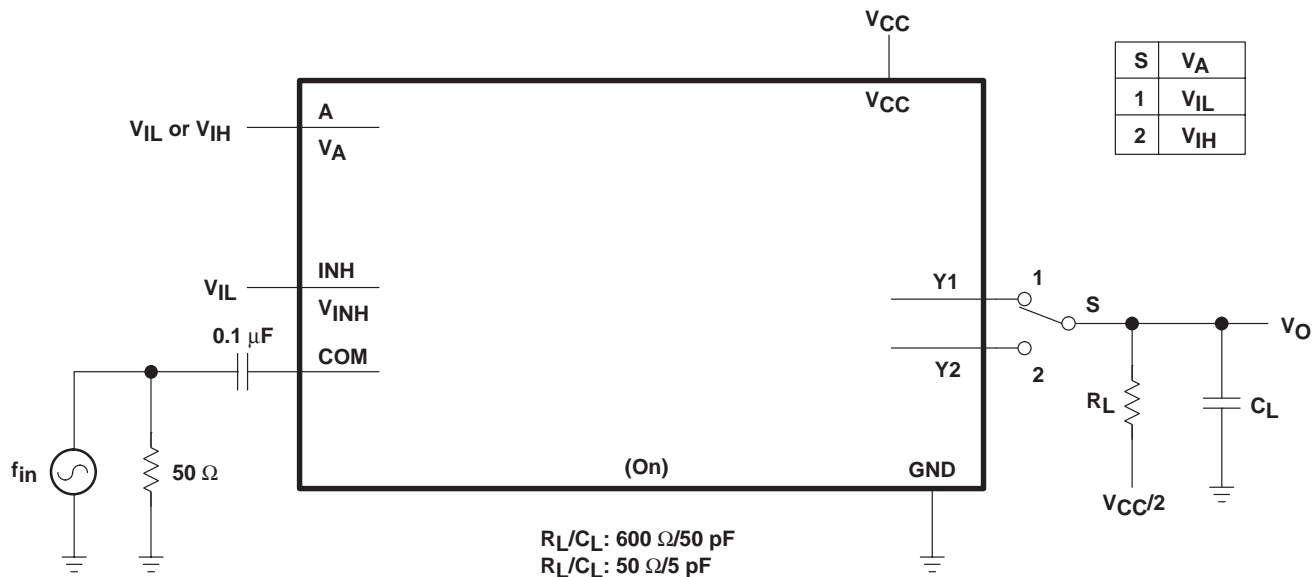 VCC
S VA
1 VIL
2 VIH
VCC
A
VIL or VIH
VA
INH
VIL
VINH
0.1 μF
COM
Y1
1
S
VO
Y2
2
RL
CL
fin
50 Ω
(On)
GND
VCC/2
RL/CL: 600 Ω/50 pF
RL/CL: 50 Ω/5 pF